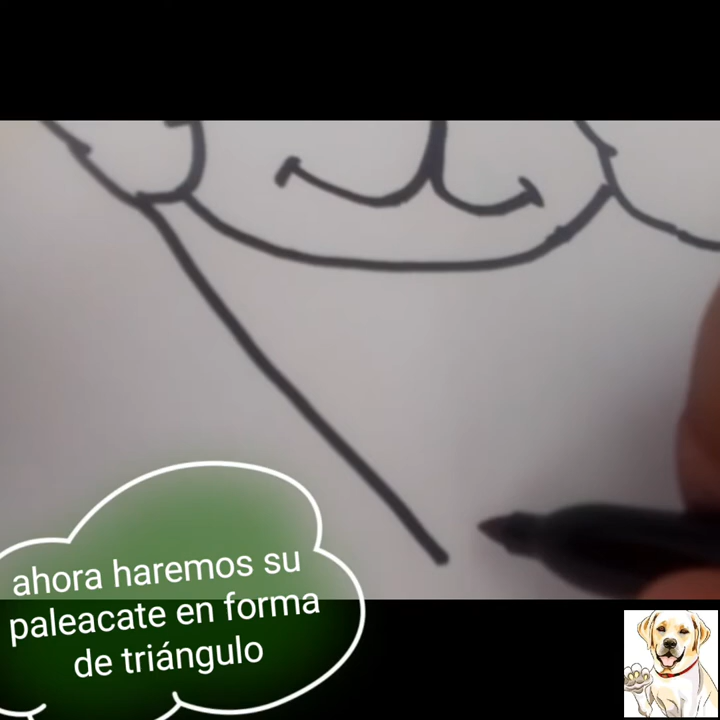 ahora haremos su
paleacate en forma
de triángulo